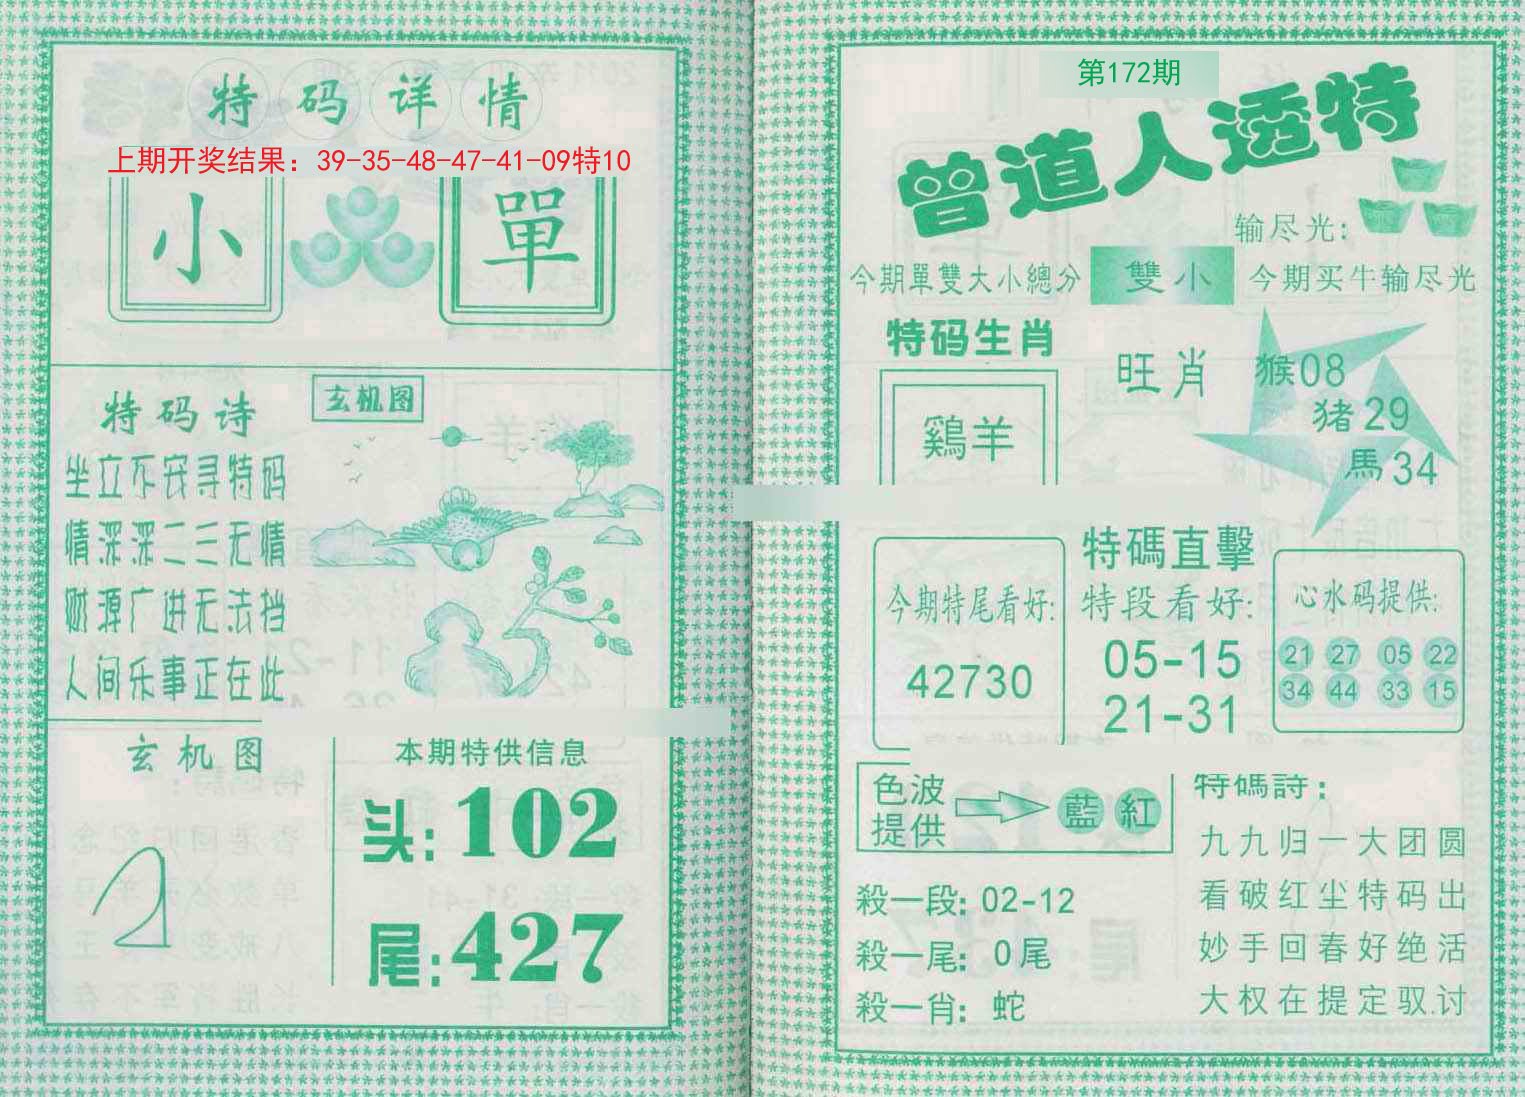 特码详情
上期开奖结果：39-35-48-47-41-09特10
小
單
特码诗
坐立不安寻特码
情深深二三无情
财源广进无法挡
人间乐事正在此
玄机图
玄机图
2
本期特供信息
头:102
尾:427
第172期
曾道人透特
输尽光:
今期單雙大小總分
雙小
今期买牛输尽光
特码生肖
鷄羊
旺肖
猴08
猪29
馬34
特碼直擊
今期特尾看好:
42730
特段看好:
05-15
21-31
心水码提供:
21 27 05 22
34 44 33 15
色波
提供
藍 紅
殺一段: 02-12
殺一尾: 0尾
殺一肖: 蛇
特碼詩:
九九归一大团圆
看破红尘特码出
妙手回春好绝活
大权在提定驭讨